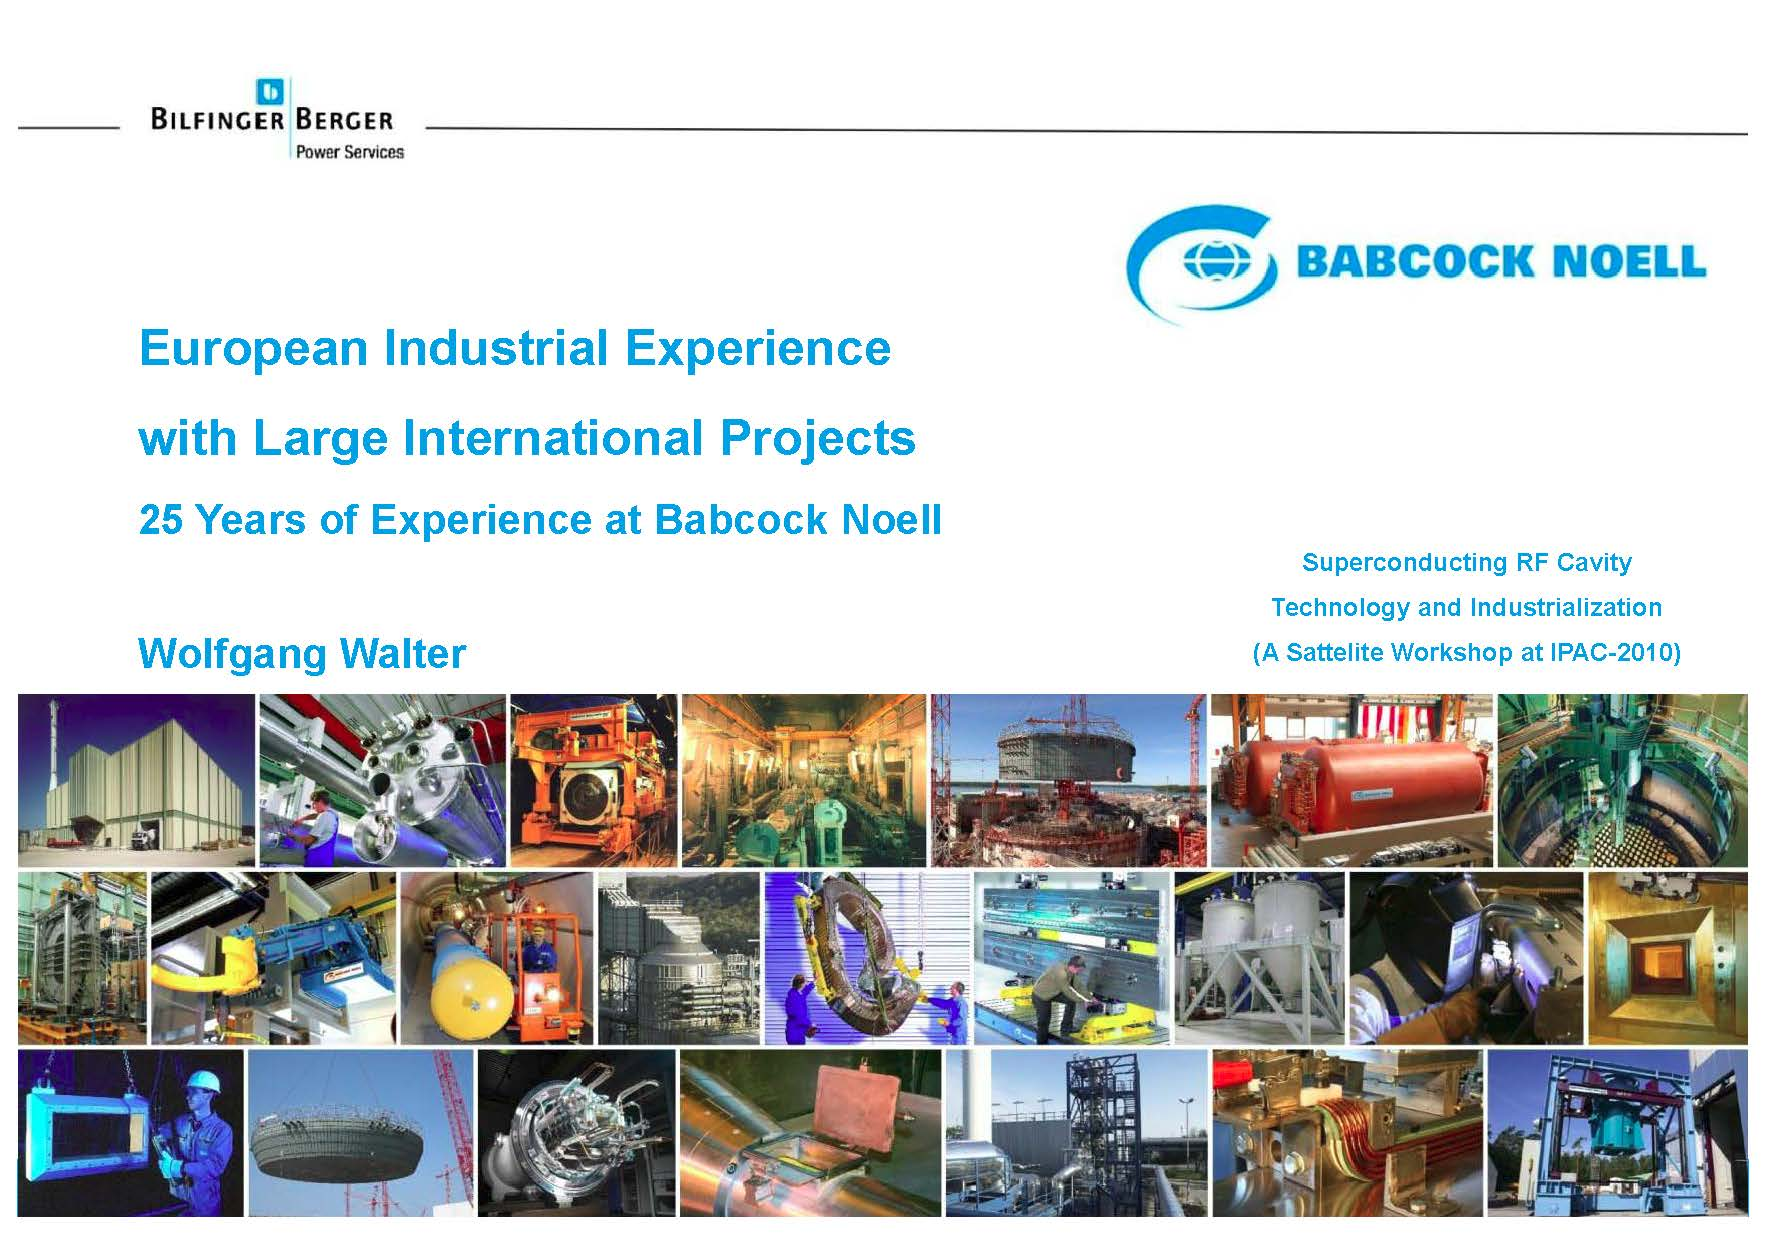 BILFINGER BERGER
Power Services
BABCOCK NOELL
European Industrial Experience
with Large International Projects
25 Years of Experience at Babcock Noell
Superconducting RF Cavity
Technology and Industrialization
(A Sattelite Workshop at IPAC-2010)
Wolfgang Walter